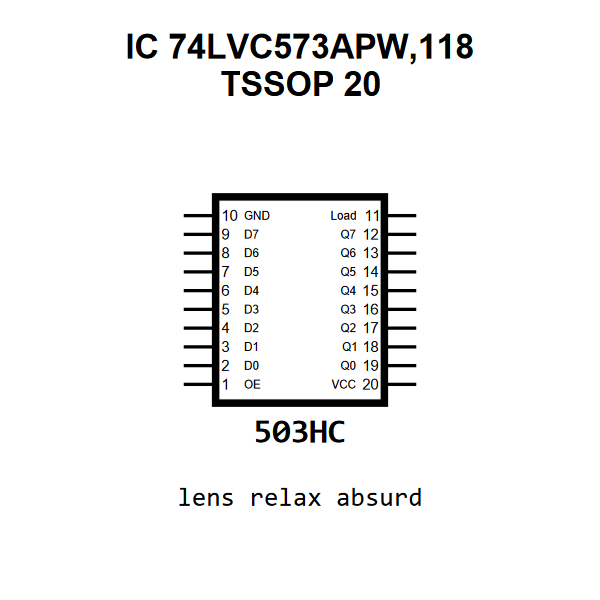 IC 74LVC573APW,118
TSSOP 20
10 GND Load 11
9 D7 Q7 12
8 D6 Q6 13
7 D5 Q5 14
6 D4 Q4 15
5 D3 Q3 16
4 D2 Q2 17
3 D1 Q1 18
2 D0 Q0 19
1 OE VCC 20
503HC
lens relax absurd